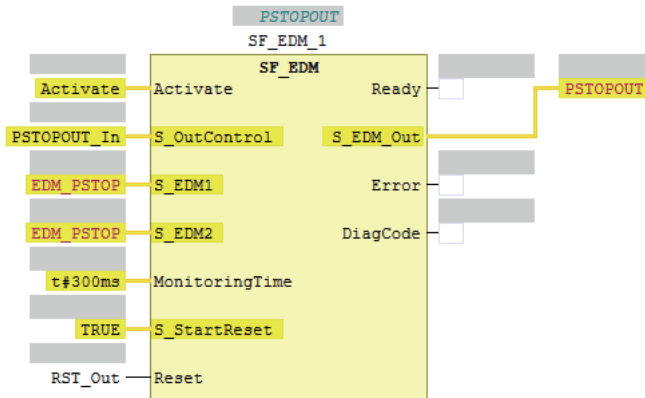 PSTOPOUT
SF_EDM_1
SF_EDM
Activate Activate Ready
PSTOPOUT
PSTOPOUT_In S_OutControl S_EDM_Out
EDM_PSTOP S_EDM1 Error
EDM_PSTOP S_EDM2 DiagCode
t#300ms MonitoringTime
TRUE S_StartReset
RST_Out Reset